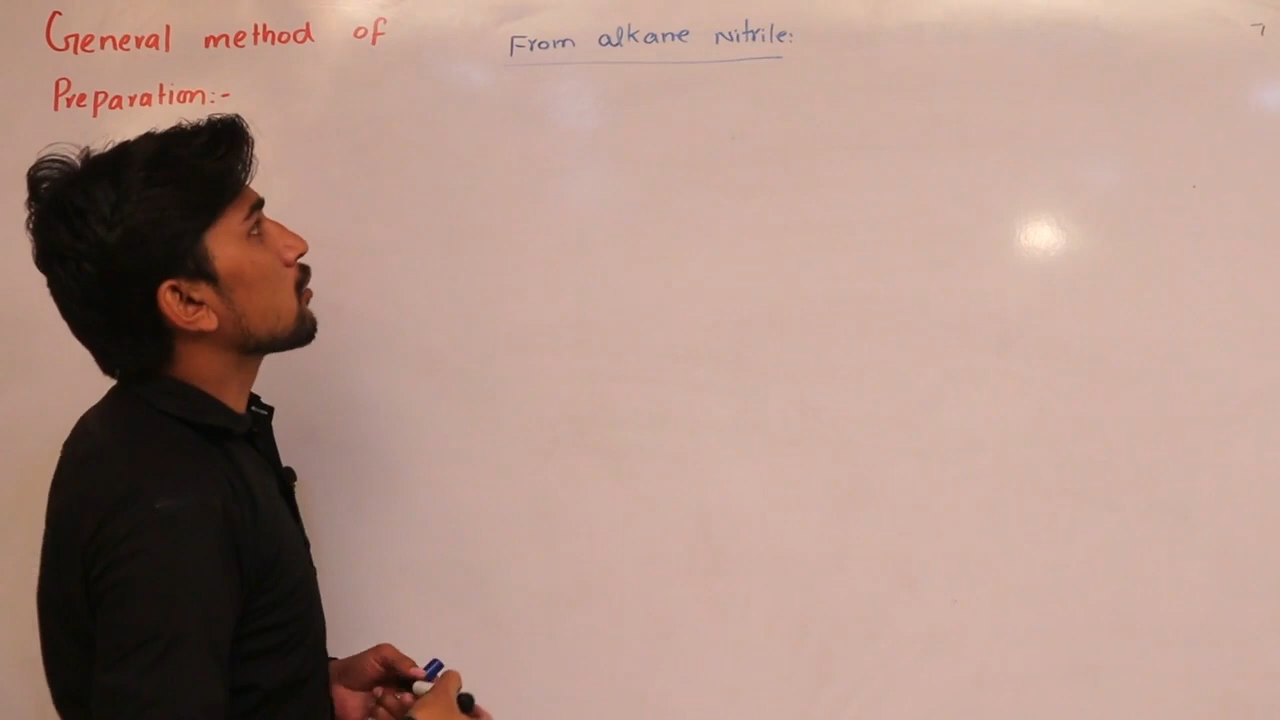 General method of
Preparation:-
From alkane Nitrile: